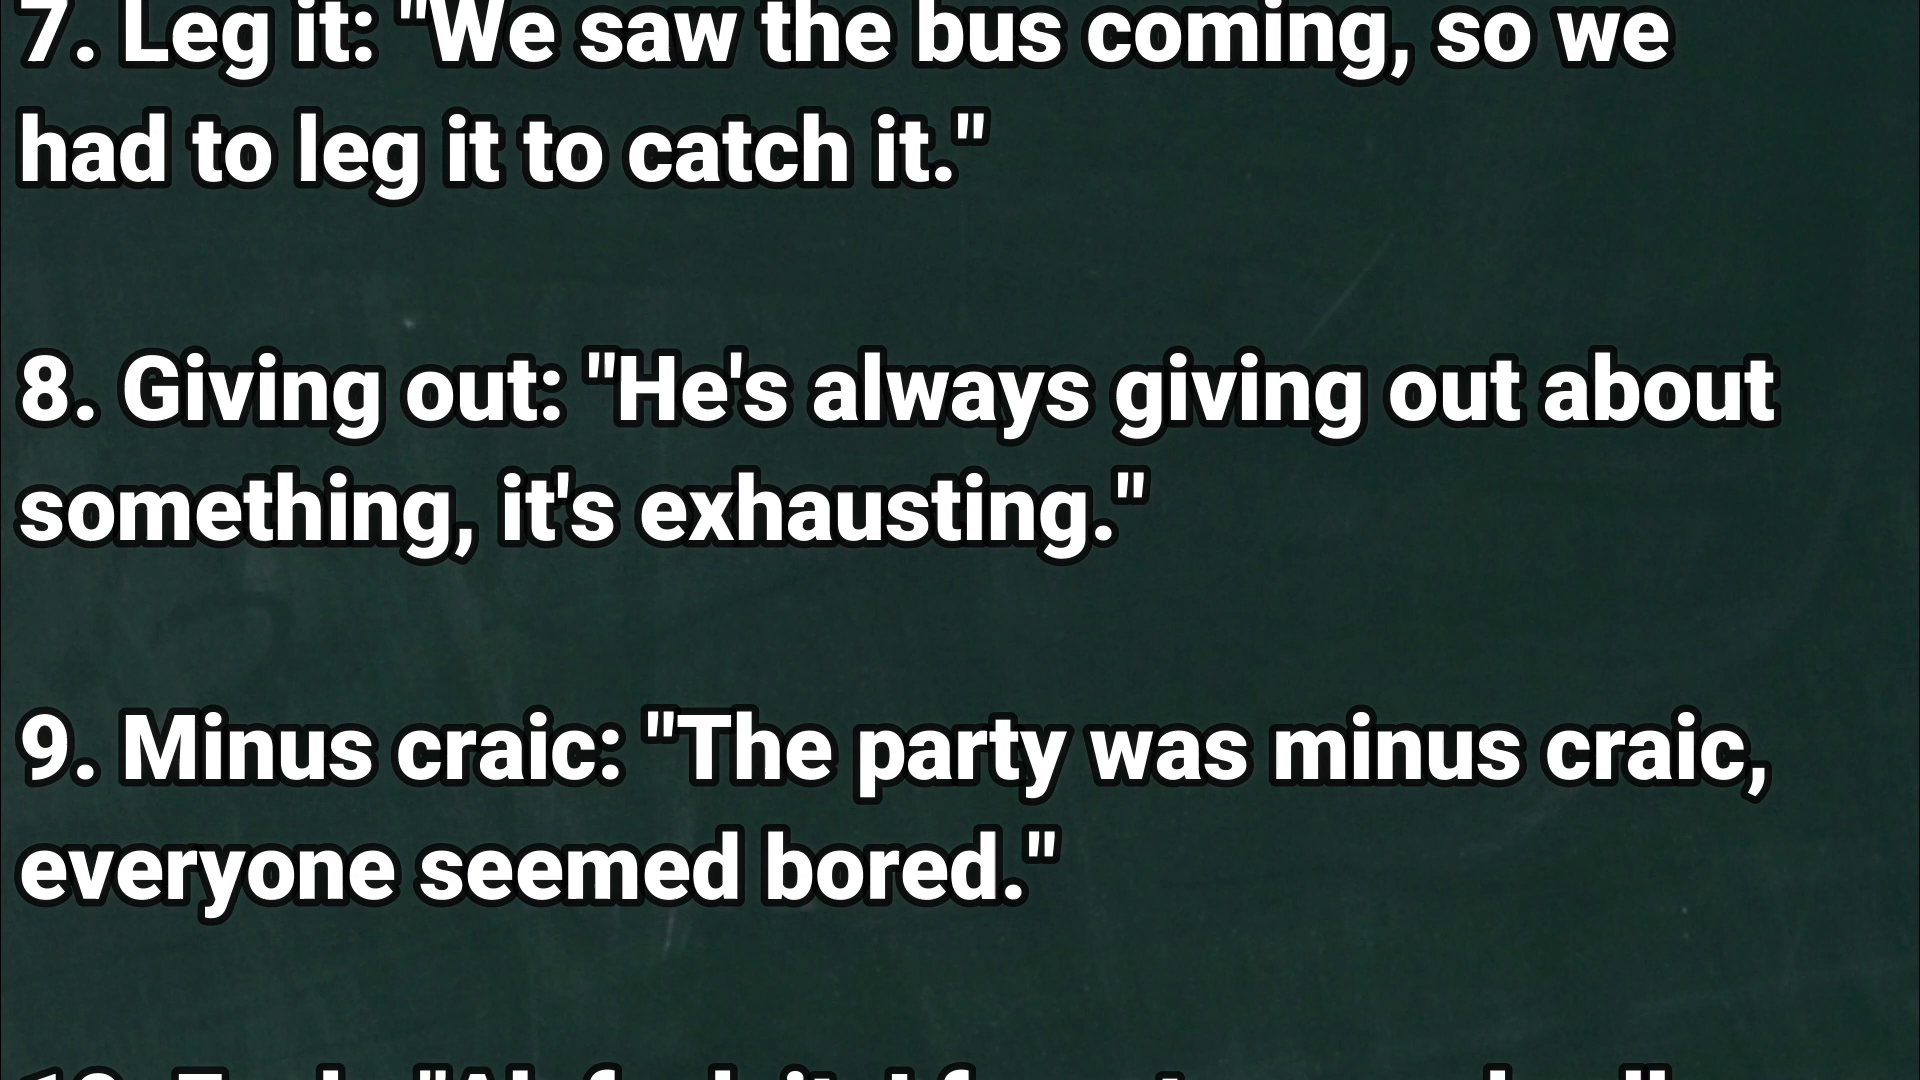 7. Leg it: "We saw the bus coming, so we
had to leg it to catch it."
8. Giving out: "He's always giving out about
something, it's exhausting."
9. Minus craic: "The party was minus craic,
everyone seemed bored."